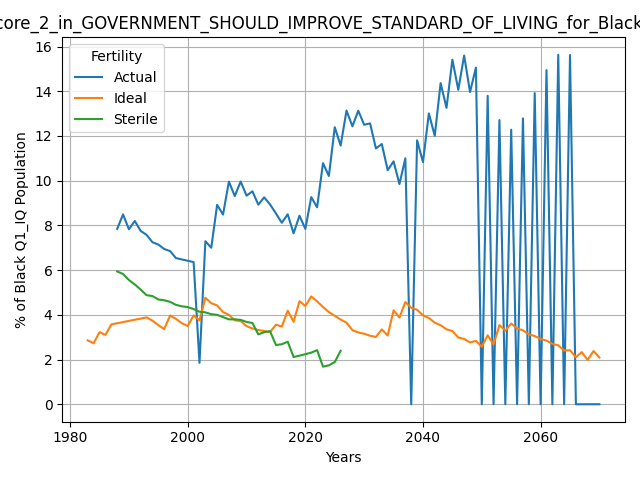 core_2_in_GOVERNMENT_SHOULD_IMPROVE_STANDARD_OF_LIVING_for_Black
Fertility
Actual
Ideal
Sterile
% of Black Q1_IQ Population
16
14
12
10
8
6
4
2
0
1980 2000 2020 2040 2060
Years